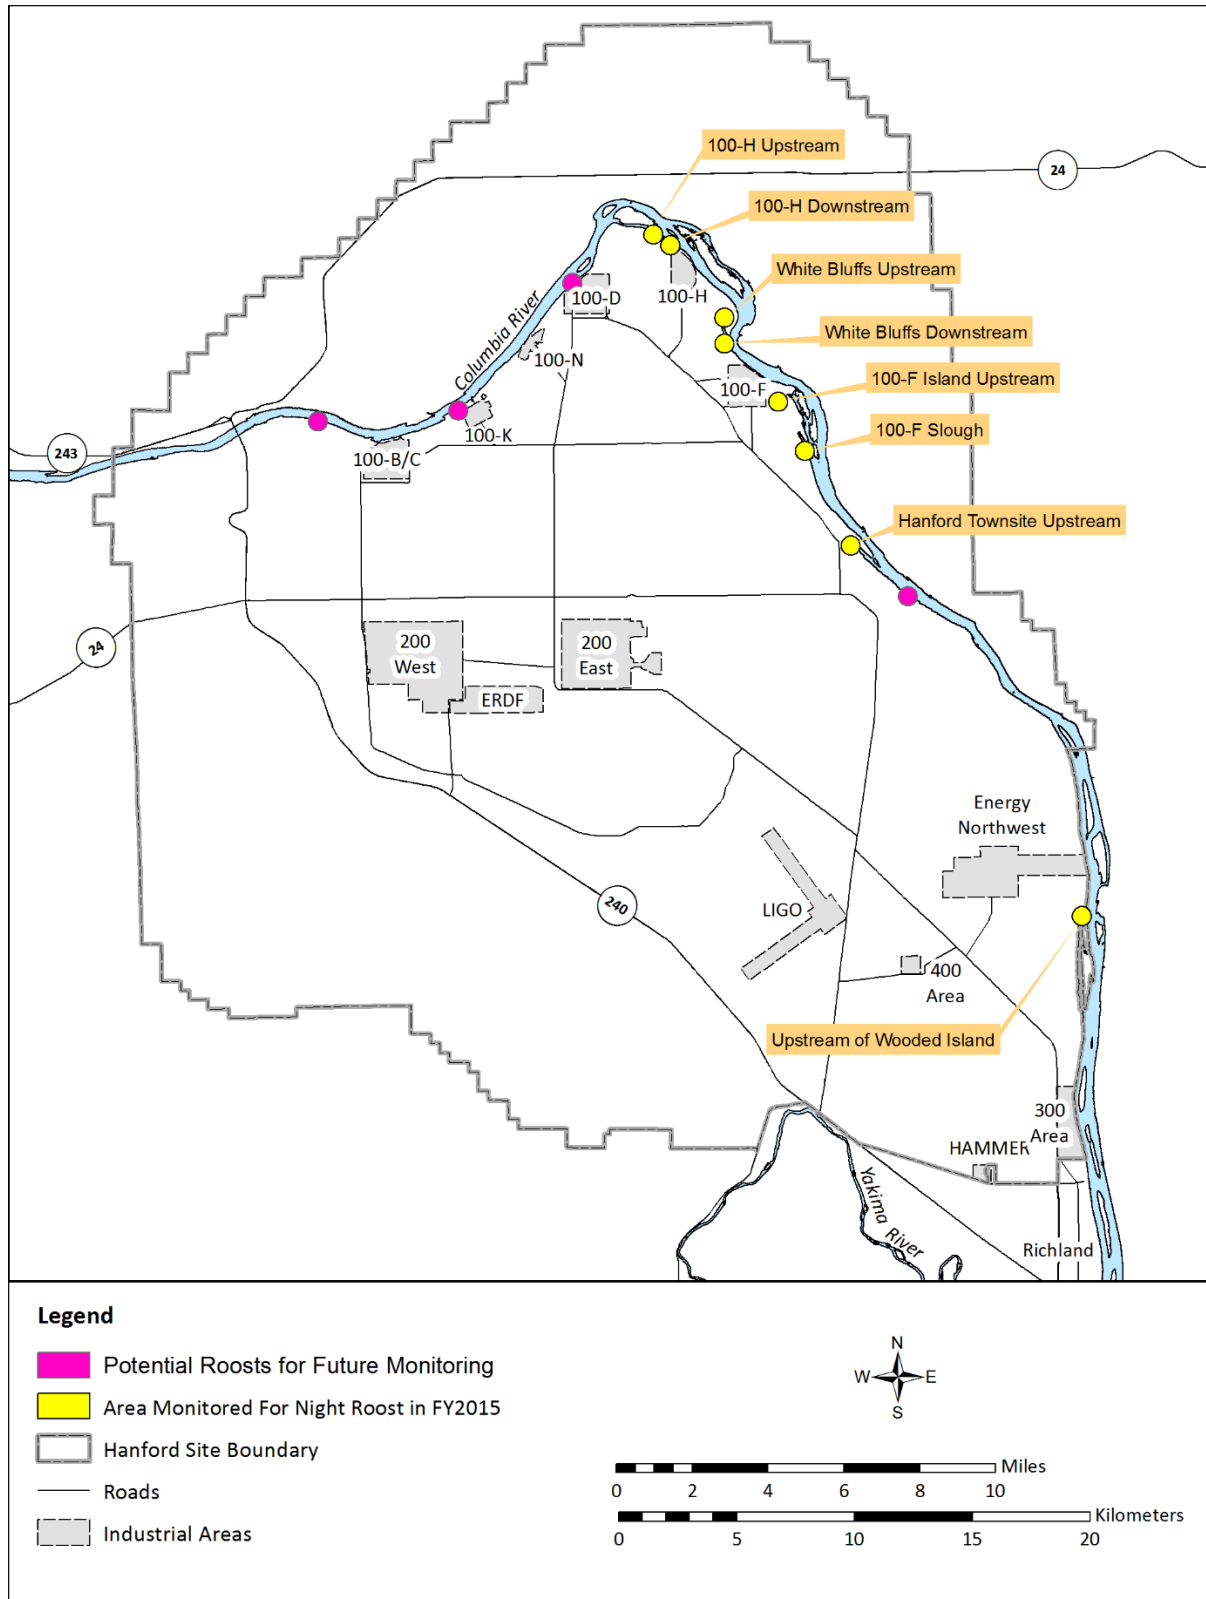 100-H Upstream
24
100-H Downstream
White Bluffs Upstream
100-D
100-H
Columbia River
White Bluffs Downstream
100-N
100-F Island Upstream
100-F
100-K
100-F Slough
243
100-B/C
Hanford Townsite Upstream
24
200
West
200
East
ERDF
Energy
Northwest
240
LIGO
400
Area
Upstream of Wooded Island
300
Area
HAMMER
Yakima River
Richland
Legend
Potential Roosts for Future Monitoring
Area Monitored For Night Roost in FY2015
Hanford Site Boundary
Roads
Industrial Areas
N
W E
S
Miles
0 2 4 6 8 10
Kilometers
0 5 10 15 20